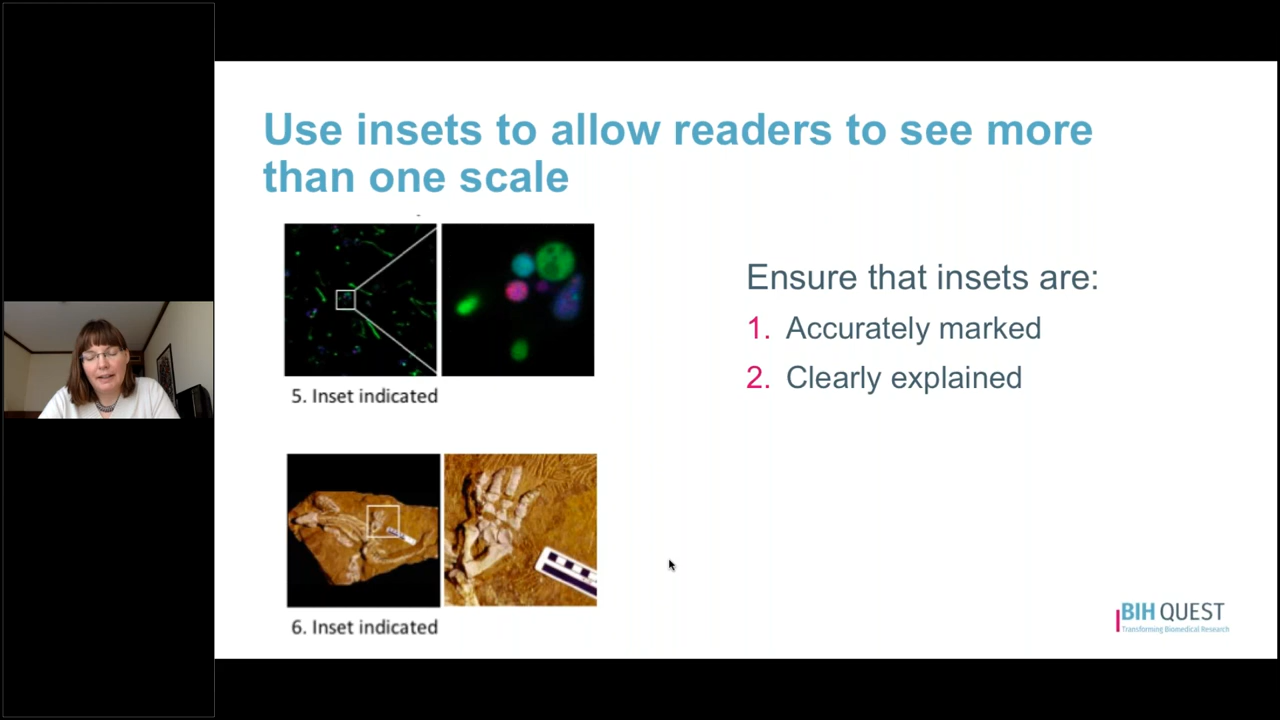 Use insets to allow readers to see more
than one scale
5. Inset indicated
6. Inset indicated
Ensure that insets are:
1. Accurately marked
2. Clearly explained
BIH QUEST
Transforming Biomedical Research